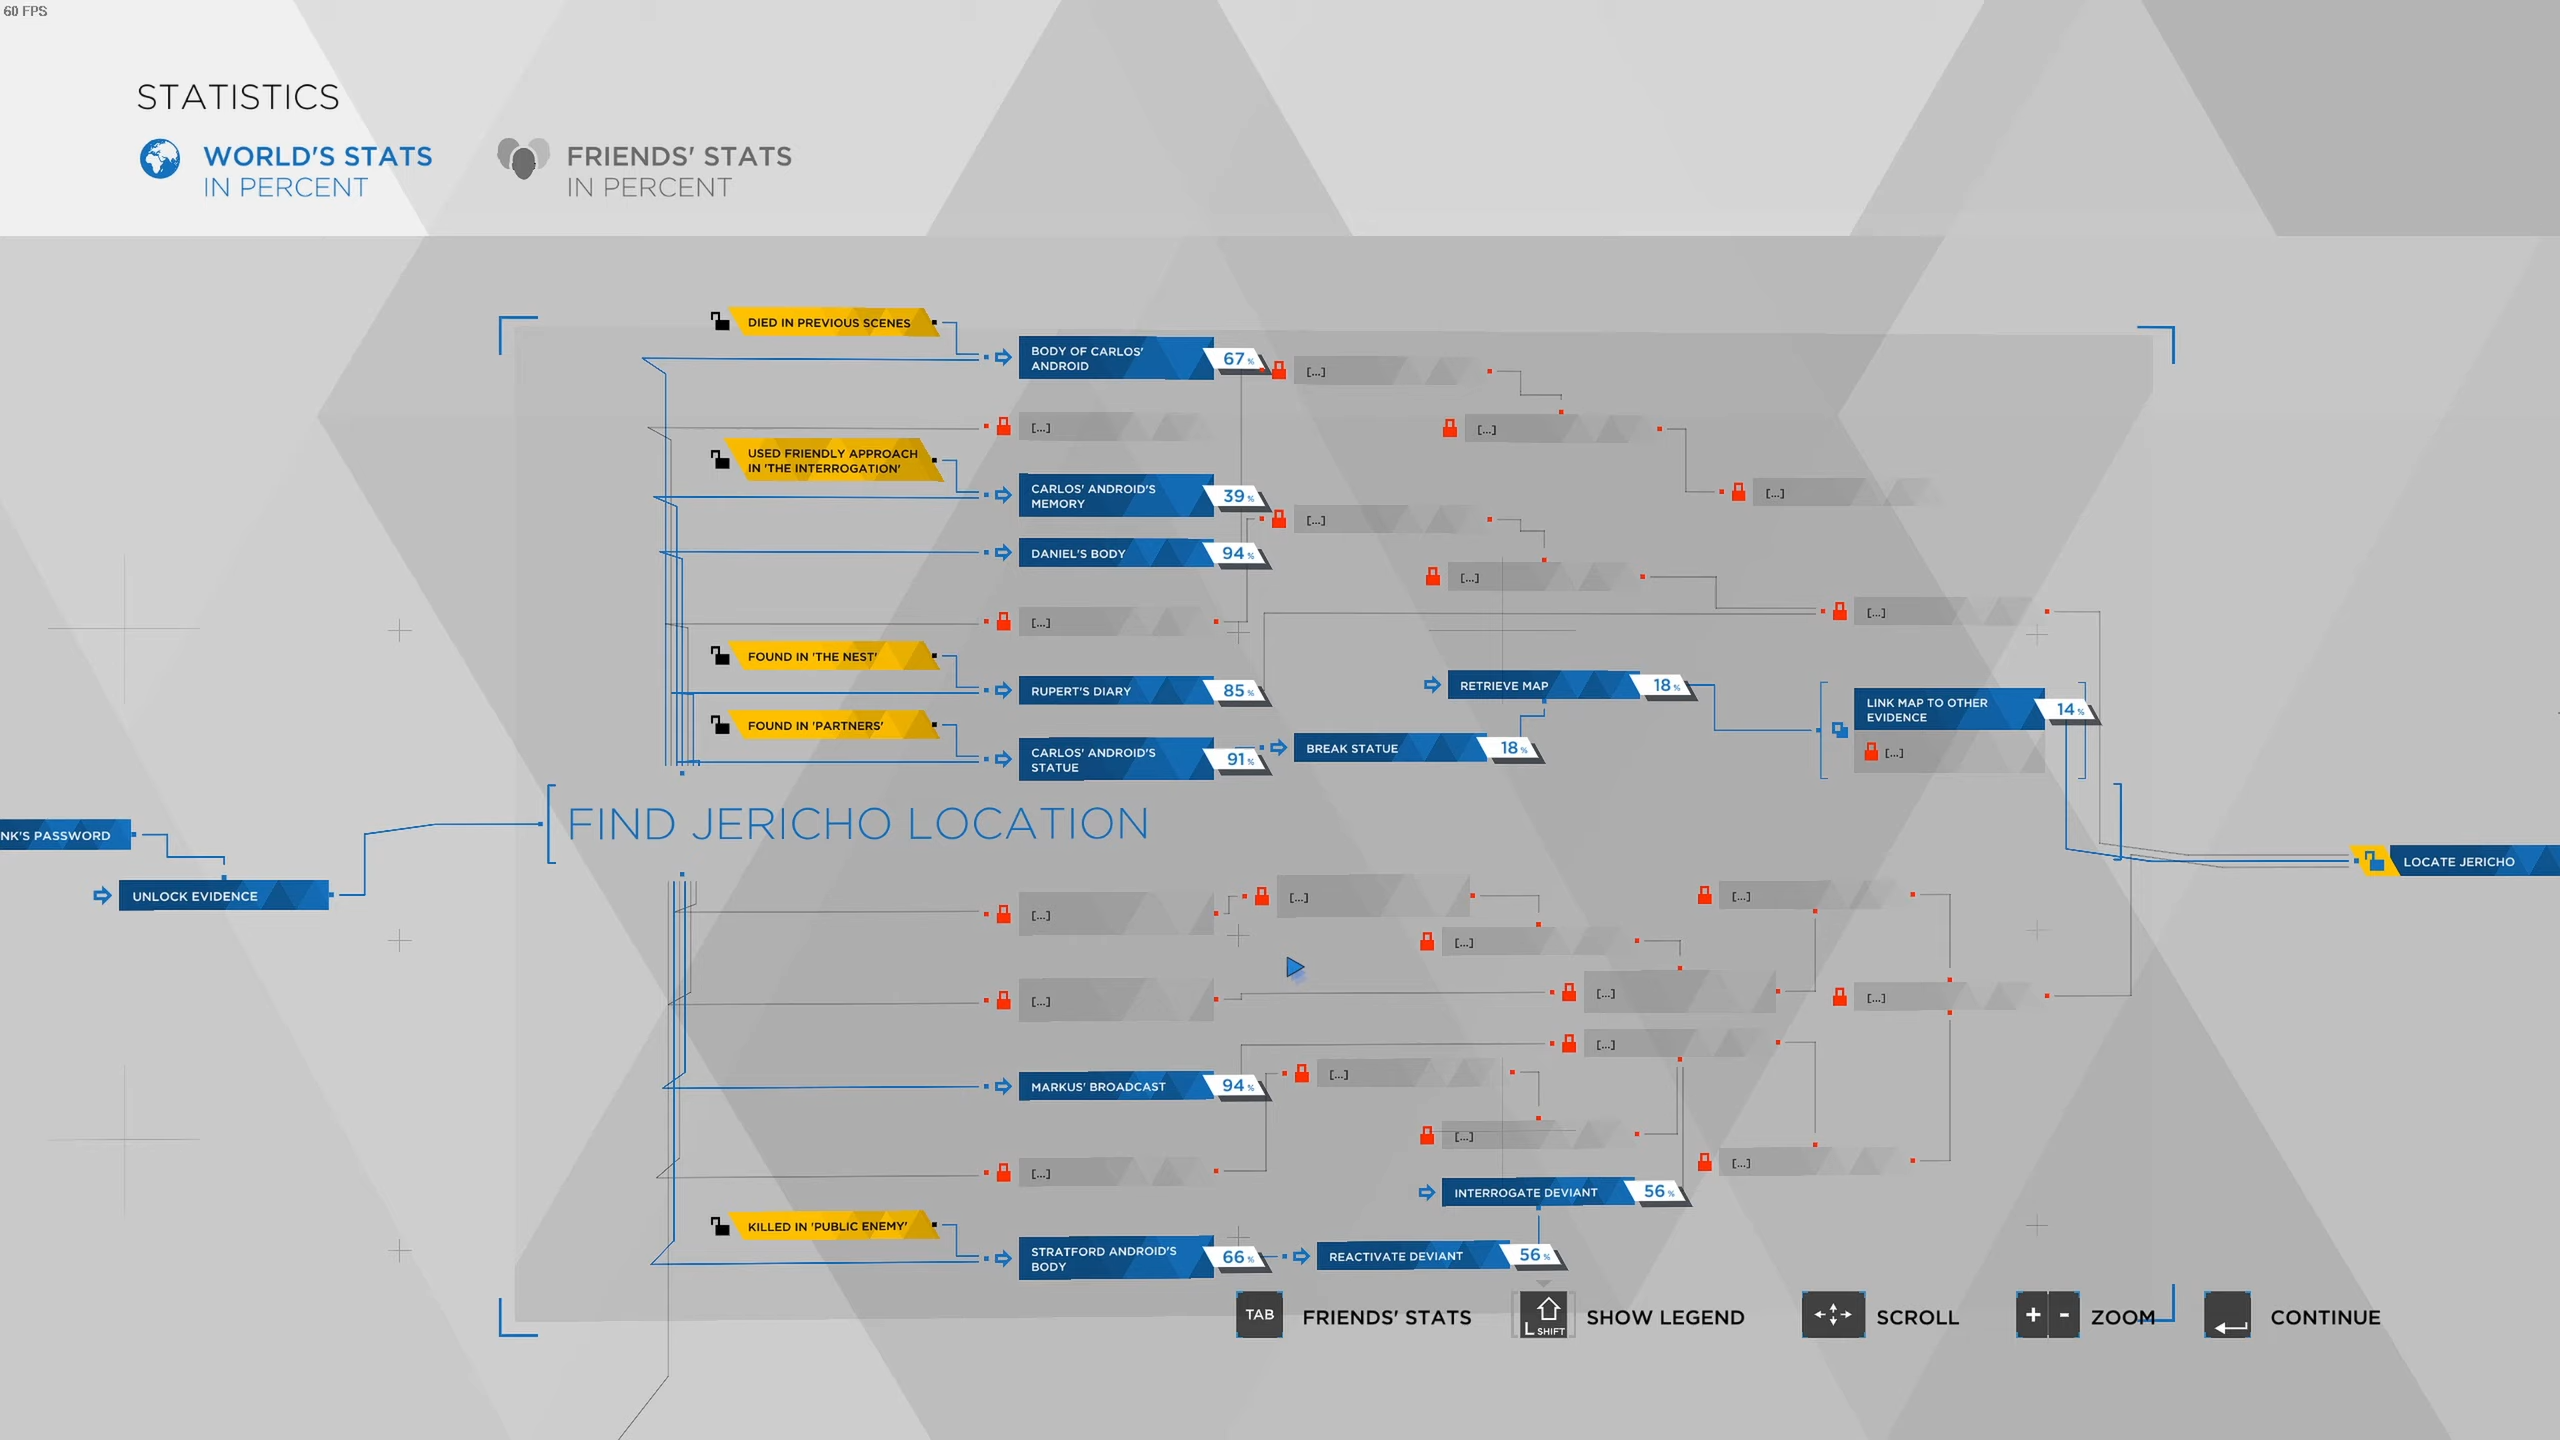 60 FPS
STATISTICS
WORLD'S STATS
IN PERCENT
FRIENDS' STATS
IN PERCENT
DIED IN PREVIOUS SCENES
BODY OF CARLOS'
ANDROID
67%
[...]
[...]
[...]
USED FRIENDLY APPROACH
IN 'THE INTERROGATION'
CARLOS' ANDROID'S
MEMORY
39%
[...]
[...]
DANIEL'S BODY
94%
[...]
[...]
[...]
FOUND IN 'THE NEST'
RUPERT'S DIARY
85%
RETRIEVE MAP
18%
LINK MAP TO OTHER
EVIDENCE
14%
[...]
FOUND IN 'PARTNERS'
CARLOS' ANDROID'S
STATUE
91%
BREAK STATUE
18%
FIND JERICHO LOCATION
NK'S PASSWORD
UNLOCK EVIDENCE
LOCATE JERICHO
[...]
[...]
[...]
[...]
[...]
[...]
[...]
[...]
MARKUS' BROADCAST
94%
[...]
[...]
[...]
[...]
INTERROGATE DEVIANT
56%
KILLED IN 'PUBLIC ENEMY'
STRATFORD ANDROID'S
BODY
66%
REACTIVATE DEVIANT
56%
TAB
FRIENDS' STATS
L SHIFT
SHOW LEGEND
SCROLL
+ -
ZOOM
CONTINUE